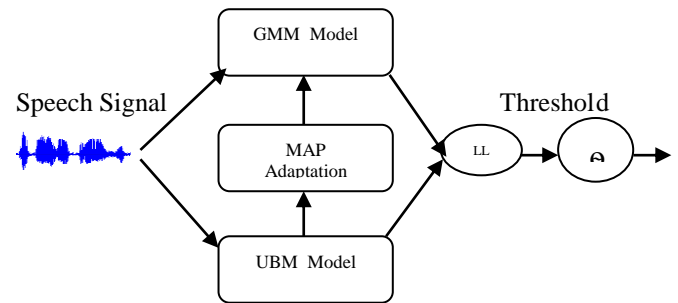 GMM Model
Speech Signal
Threshold
MAP
Adaptation
LL
UBM Model